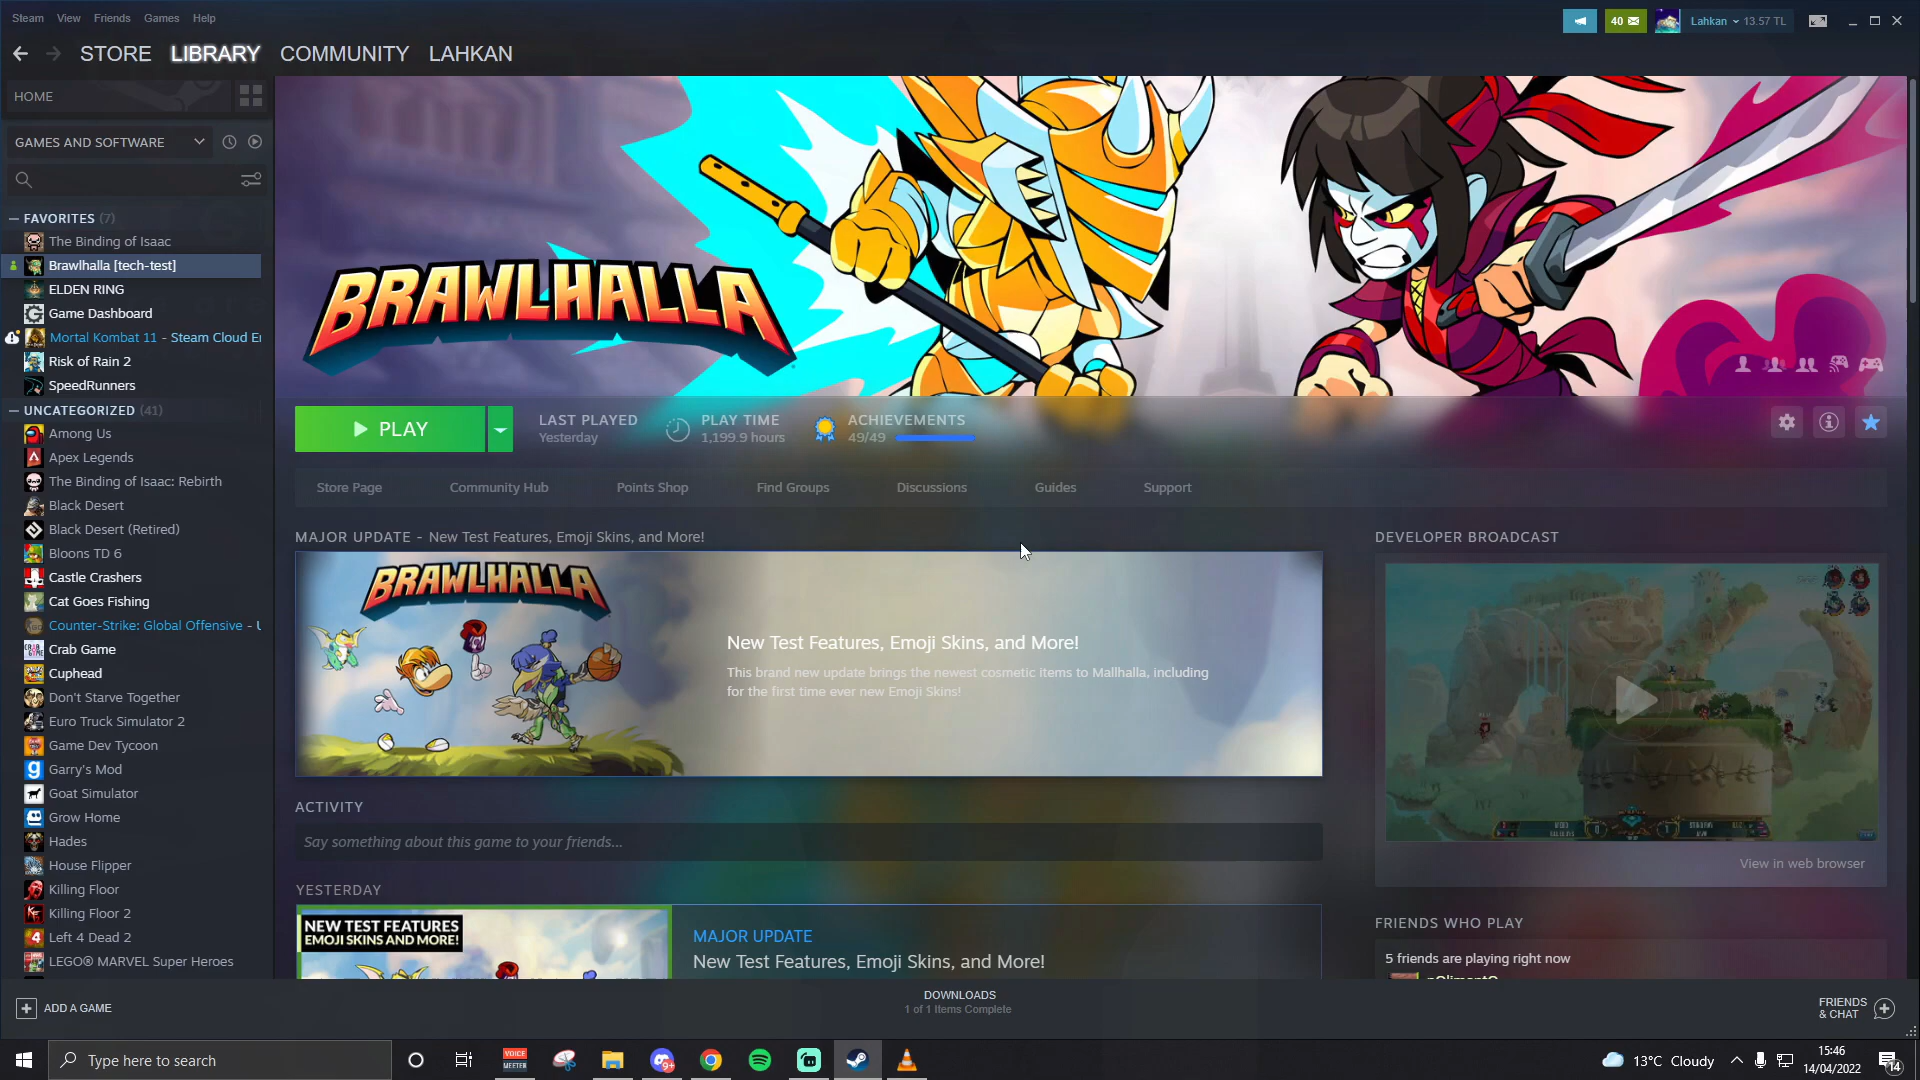 Steam View Friends Games Help
40
Lahkan 13.57 TL
STORE LIBRARY COMMUNITY LAHKAN
HOME
GAMES AND SOFTWARE
FAVORITES (7)
The Binding of Isaac
Brawlhalla [tech-test]
ELDEN RING
Game Dashboard
Mortal Kombat 11 - Steam Cloud Er
Risk of Rain 2
SpeedRunners
UNCATEGORIZED (41)
Among Us
Apex Legends
The Binding of Isaac: Rebirth
Black Desert
Black Desert (Retired)
Bloons TD 6
Castle Crashers
Cat Goes Fishing
Counter-Strike: Global Offensive - U
Crab Game
Cuphead
Don't Starve Together
Euro Truck Simulator 2
Game Dev Tycoon
Garry's Mod
Goat Simulator
Grow Home
Hades
House Flipper
Killing Floor
Killing Floor 2
Left 4 Dead 2
LEGO® MARVEL Super Heroes
ADD A GAME
BRAWLHALLA
PLAY
LAST PLAYED
Yesterday
PLAY TIME
1,199.9 hours
ACHIEVEMENTS
49/49
Store Page Community Hub Points Shop Find Groups Discussions Guides Support
MAJOR UPDATE - New Test Features, Emoji Skins, and More!
BRAWLHALLA
New Test Features, Emoji Skins, and More!
This brand new update brings the newest cosmetic items to Mallhalla, including
for the first time ever new Emoji Skins!
ACTIVITY
Say something about this game to your friends...
YESTERDAY
NEW TEST FEATURES
EMOJI SKINS AND MORE!
MAJOR UPDATE
New Test Features, Emoji Skins, and More!
DEVELOPER BROADCAST
View in web browser
FRIENDS WHO PLAY
5 friends are playing right now
DOWNLOADS
1 of 1 Items Complete
FRIENDS
& CHAT
Type here to search
VOICE
MEETER
9+
13°C Cloudy
15:46
14/04/2022
14